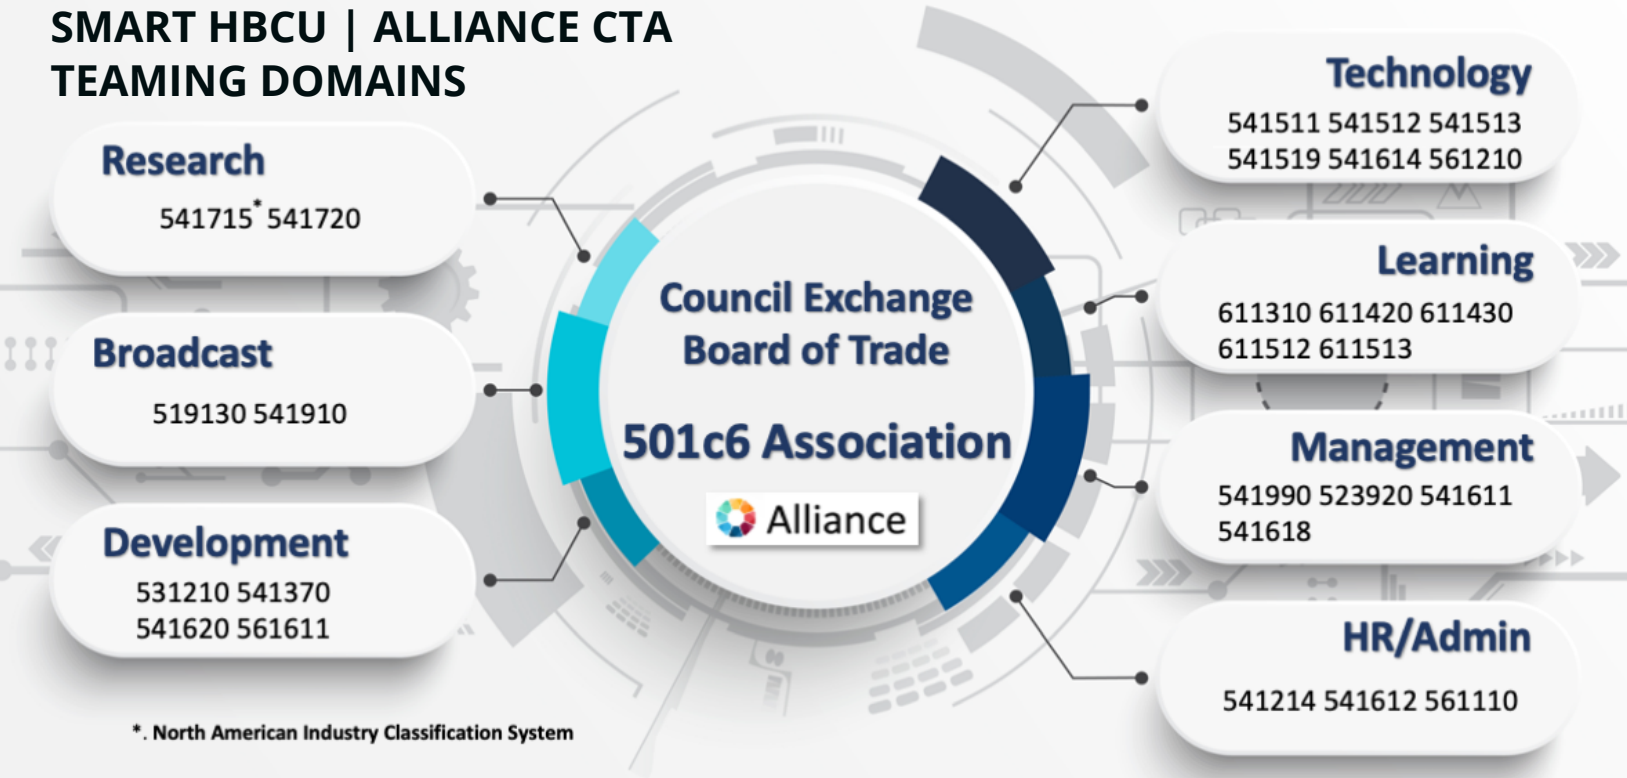 SMART HBCU | ALLIANCE CTA
TEAMING DOMAINS
Research
541715* 541720
Broadcast
519130 541910
Development
531210 541370
541620 561611
Council Exchange
Board of Trade
501c6 Association
Alliance
Technology
541511 541512 541513
541519 541614 561210
Learning
611310 611420 611430
611512 611513
Management
541990 523920 541611
541618
HR/Admin
541214 541612 561110
*. North American Industry Classification System